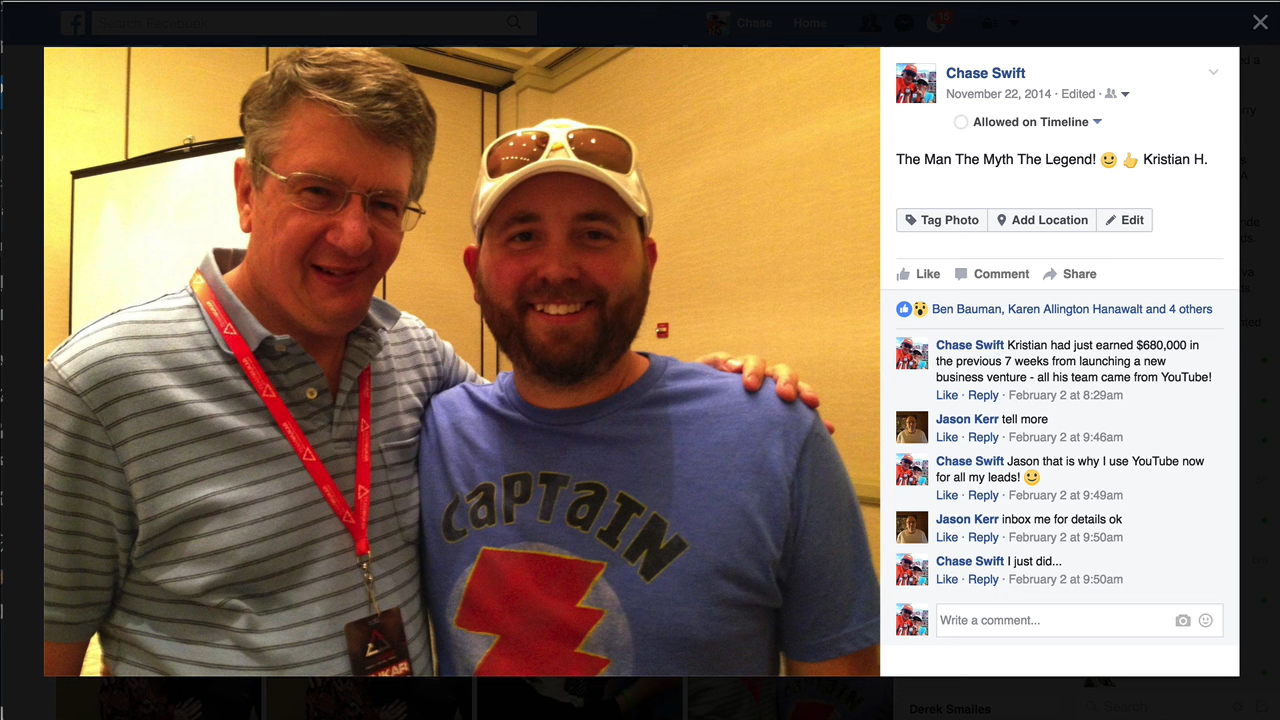 Search Facebook
Chase
Home
15
Chase Swift
November 22, 2014 · Edited ·
Allowed on Timeline
The Man The Myth The Legend! 🙂 👍 Kristian H.
Tag Photo
Add Location
Edit
Like
Comment
Share
Ben Bauman, Karen Allington Hanawalt and 4 others
Chase Swift Kristian had just earned $680,000 in
the previous 7 weeks from launching a new
business venture - all his team came from YouTube!
Like · Reply · February 2 at 8:29am
Jason Kerr tell more
Like · Reply · February 2 at 9:46am
Chase Swift Jason that is why I use YouTube now
for all my leads! 🙂
Like · Reply · February 2 at 9:49am
Jason Kerr inbox me for details ok
Like · Reply · February 2 at 9:50am
Chase Swift I just did...
Like · Reply · February 2 at 9:50am
Write a comment...
CAPTAIN
Derek Smailes
Search